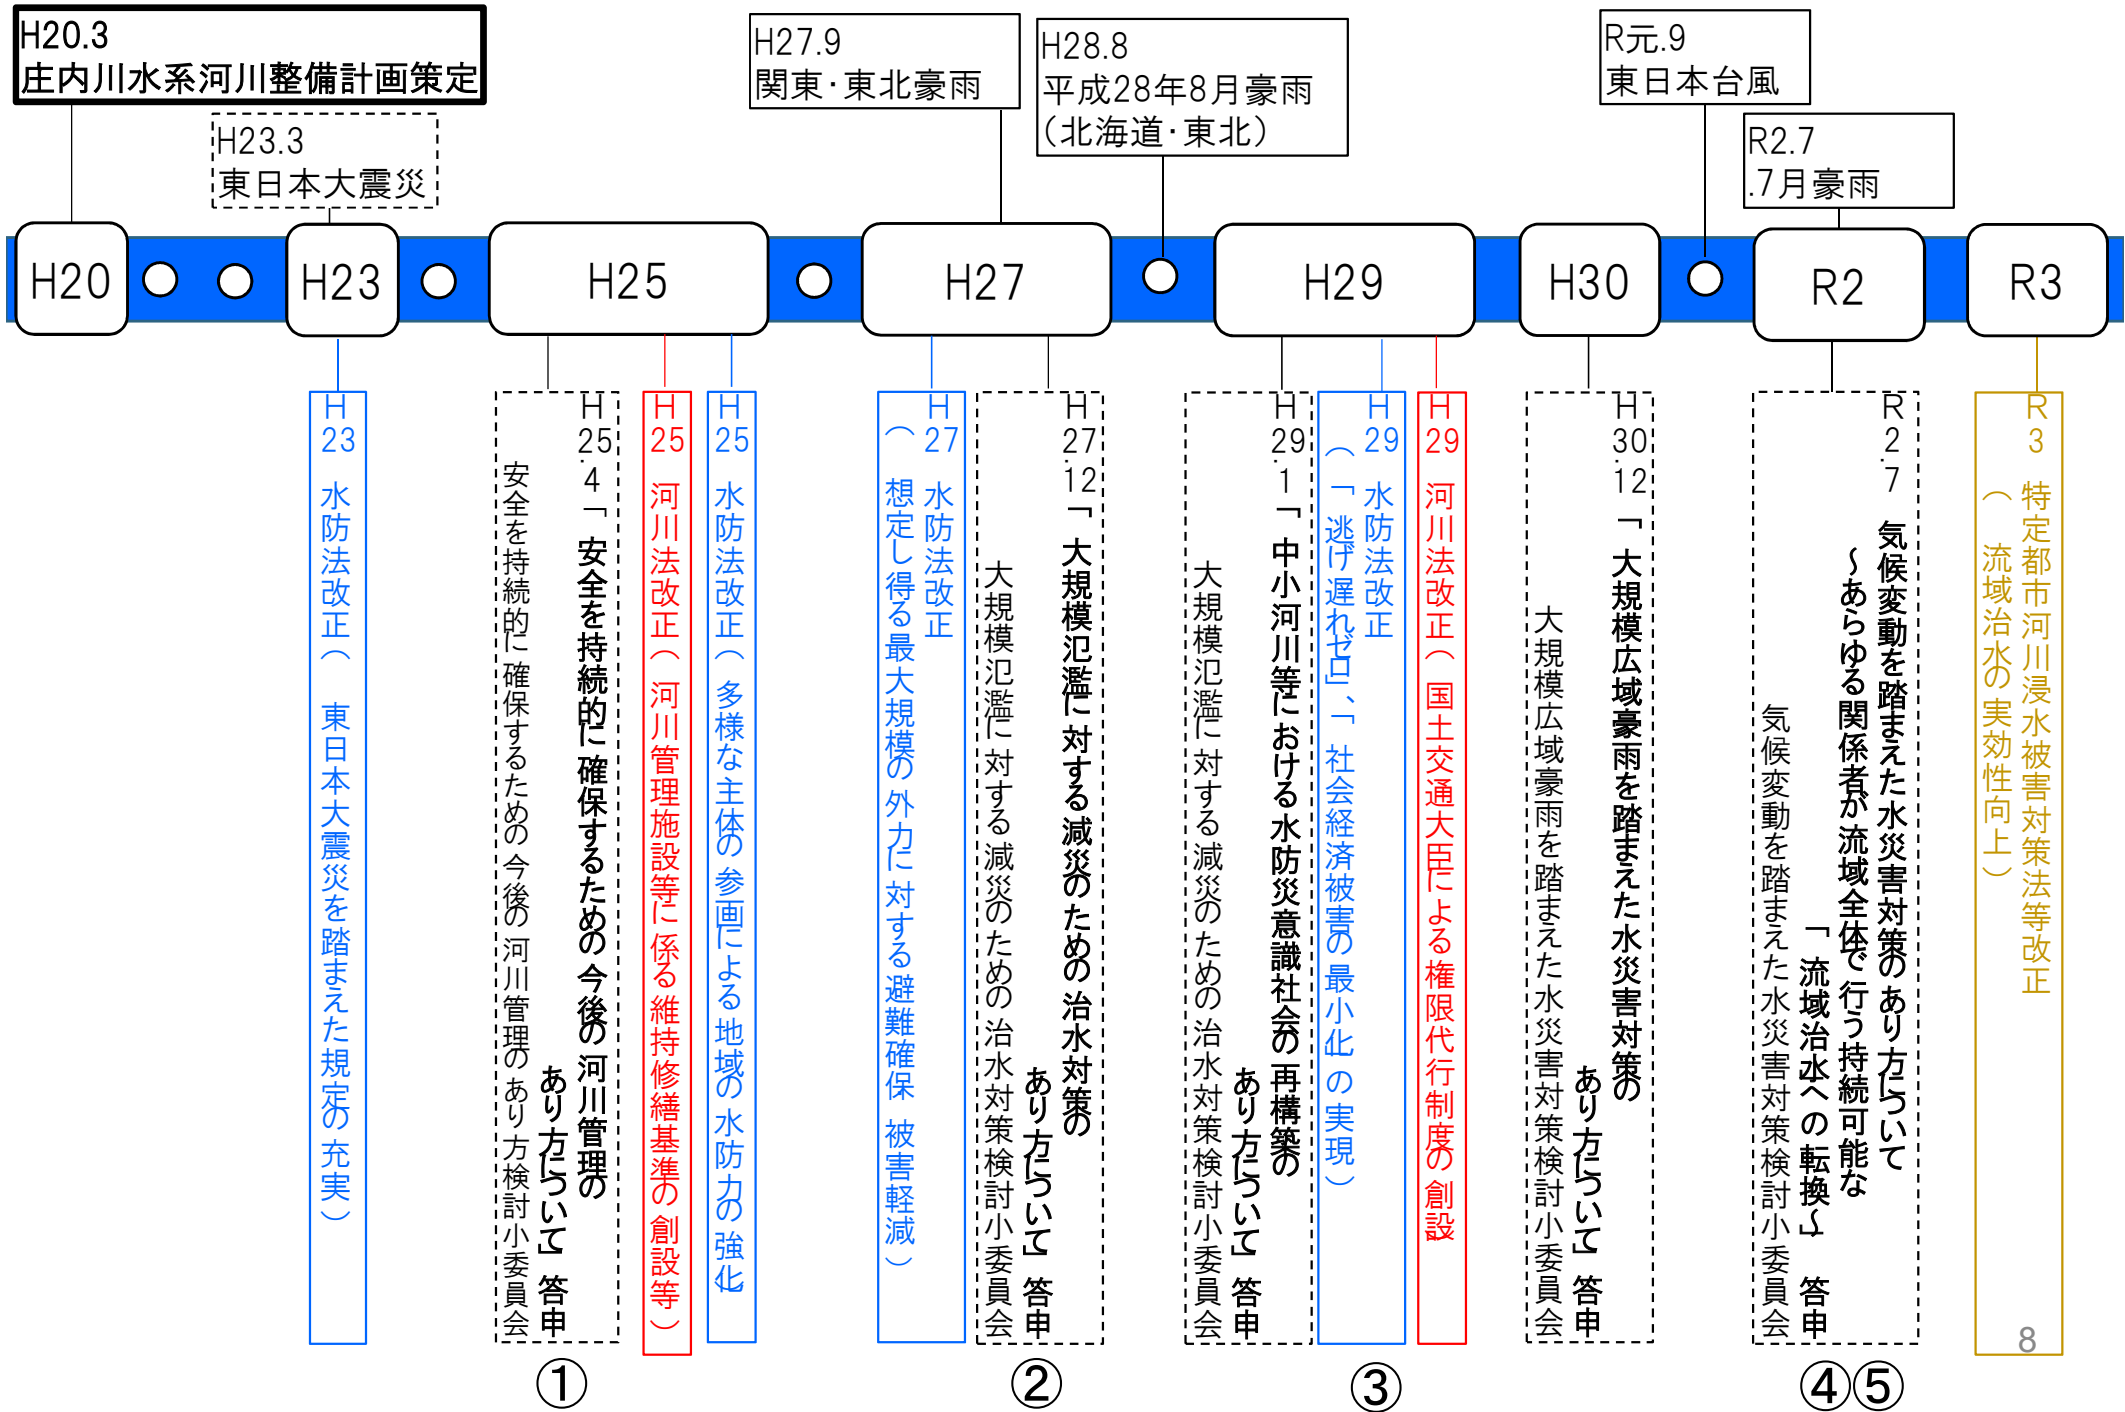 H20.3
庄内川水系河川整備計画策定
H23.3
東日本大震災
H27.9
関東・東北豪雨
H28.8
平成28年8月豪雨
(北海道・東北)
R元.9
東日本台風
R2.7
.7月豪雨
H20
H23
H25
H27
H29
H30
R2
R3
H23 水防法改正(東日本大震災を踏まえた規定の充実)
H25.4「安全を持続的に確保するための今後の河川管理の
あり方について」答申
安全を持続的に確保するための今後の河川管理のあり方検討小委員会
H25 河川法改正(河川管理施設等に係る維持修繕基準の創設等)
H25 水防法改正(多様な主体の参画による地域の水防力の強化)
H27 水防法改正
(想定し得る最大規模の外力に対する避難確保 被害軽減)
H27.12「大規模氾濫に対する減災のための治水対策の
あり方について」答申
大規模氾濫に対する減災のための治水対策検討小委員会
H29.1「中小河川等における水防災意識社会の再構築の
あり方について」答申
大規模氾濫に対する減災のための治水対策検討小委員会
H29 水防法改正
(「逃げ遅れゼロ」、「社会経済被害の最小化」の実現)
H29 河川法改正(国土交通大臣による権限代行制度の創設)
H30.12「大規模広域豪雨を踏まえた水災害対策の
あり方について」答申
大規模広域豪雨を踏まえた水災害対策検討小委員会
R2.7 気候変動を踏まえた水災害対策のあり方について
~あらゆる関係者が流域全体で行う持続可能な
「流域治水」への転換~」 答申
気候変動を踏まえた水災害対策検討小委員会
R3 特定都市河川浸水被害対策法等改正
(流域治水の実効性向上)
8
①
②
③
④⑤